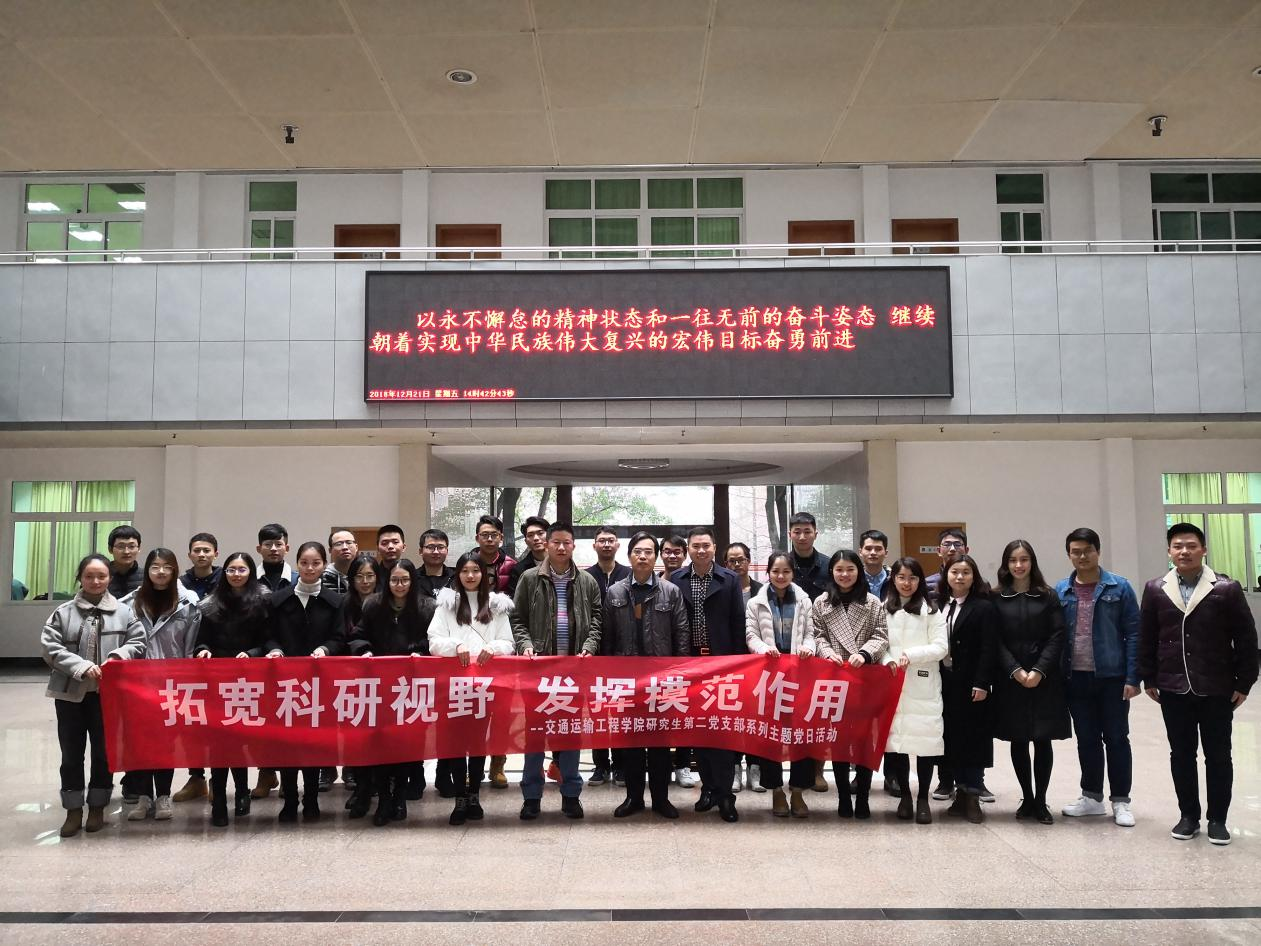 以永不懈怠的精神状态和一往无前的奋斗姿态 继续
朝着实现中华民族伟大复兴的宏伟目标奋勇前进
2018年12月21日 星期五 14时42分43秒
拓宽科研视野 发挥模范作用
--交通运输工程学院研究生第二党支部系列主题党日活动